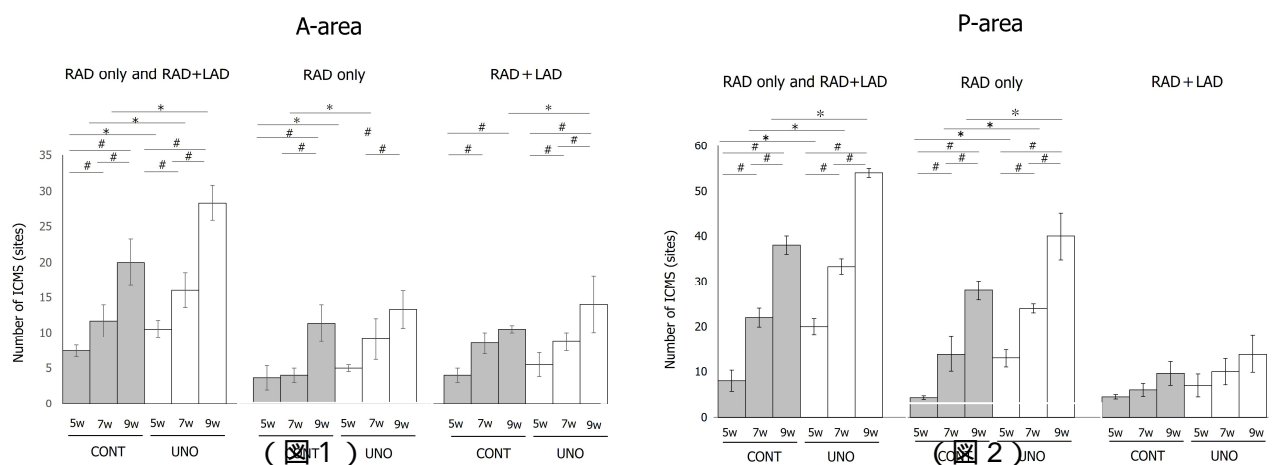 A-area
RAD only and RAD+LAD
RAD only
RAD+LAD
* * * # # # # # #
* * # # # #
* # # # # #
Number of ICMS (sites)
35
30
25
20
15
10
5
0
5w 7w 9w 5w 7w 9w
CONT UNO
5w 7w 9w 5w 7w 9w
UNO
5w 7w 9w 5w 7w 9w
CONT UNO
(図1)
P-area
RAD only and RAD+LAD
RAD only
RAD+LAD
* * * # # # # # #
* * * # # # # # #
Number of ICMS (sites)
60
50
40
30
20
10
0
5w 7w 9w 5w 7w 9w
CONT UNO
5w 7w 9w 5w 7w 9w
UNO
5w 7w 9w 5w 7w 9w
CONT UNO
(図2)